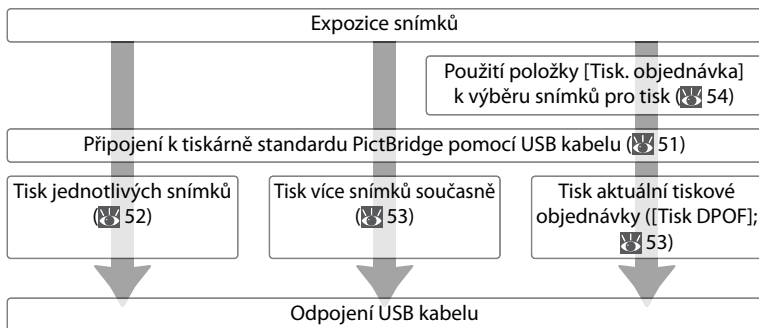 Expozice snímků
Použití položky [Tisk. objednávka]
k výběru snímků pro tisk ( 54)
Připojení k tiskárně standardu PictBridge pomocí USB kabelu ( 51)
Tisk jednotlivých snímků
( 52)
Tisk více snímků současně
( 53)
Tisk aktuální tiskové
objednávky ([Tisk DPOF];
 53)
Odpojení USB kabelu